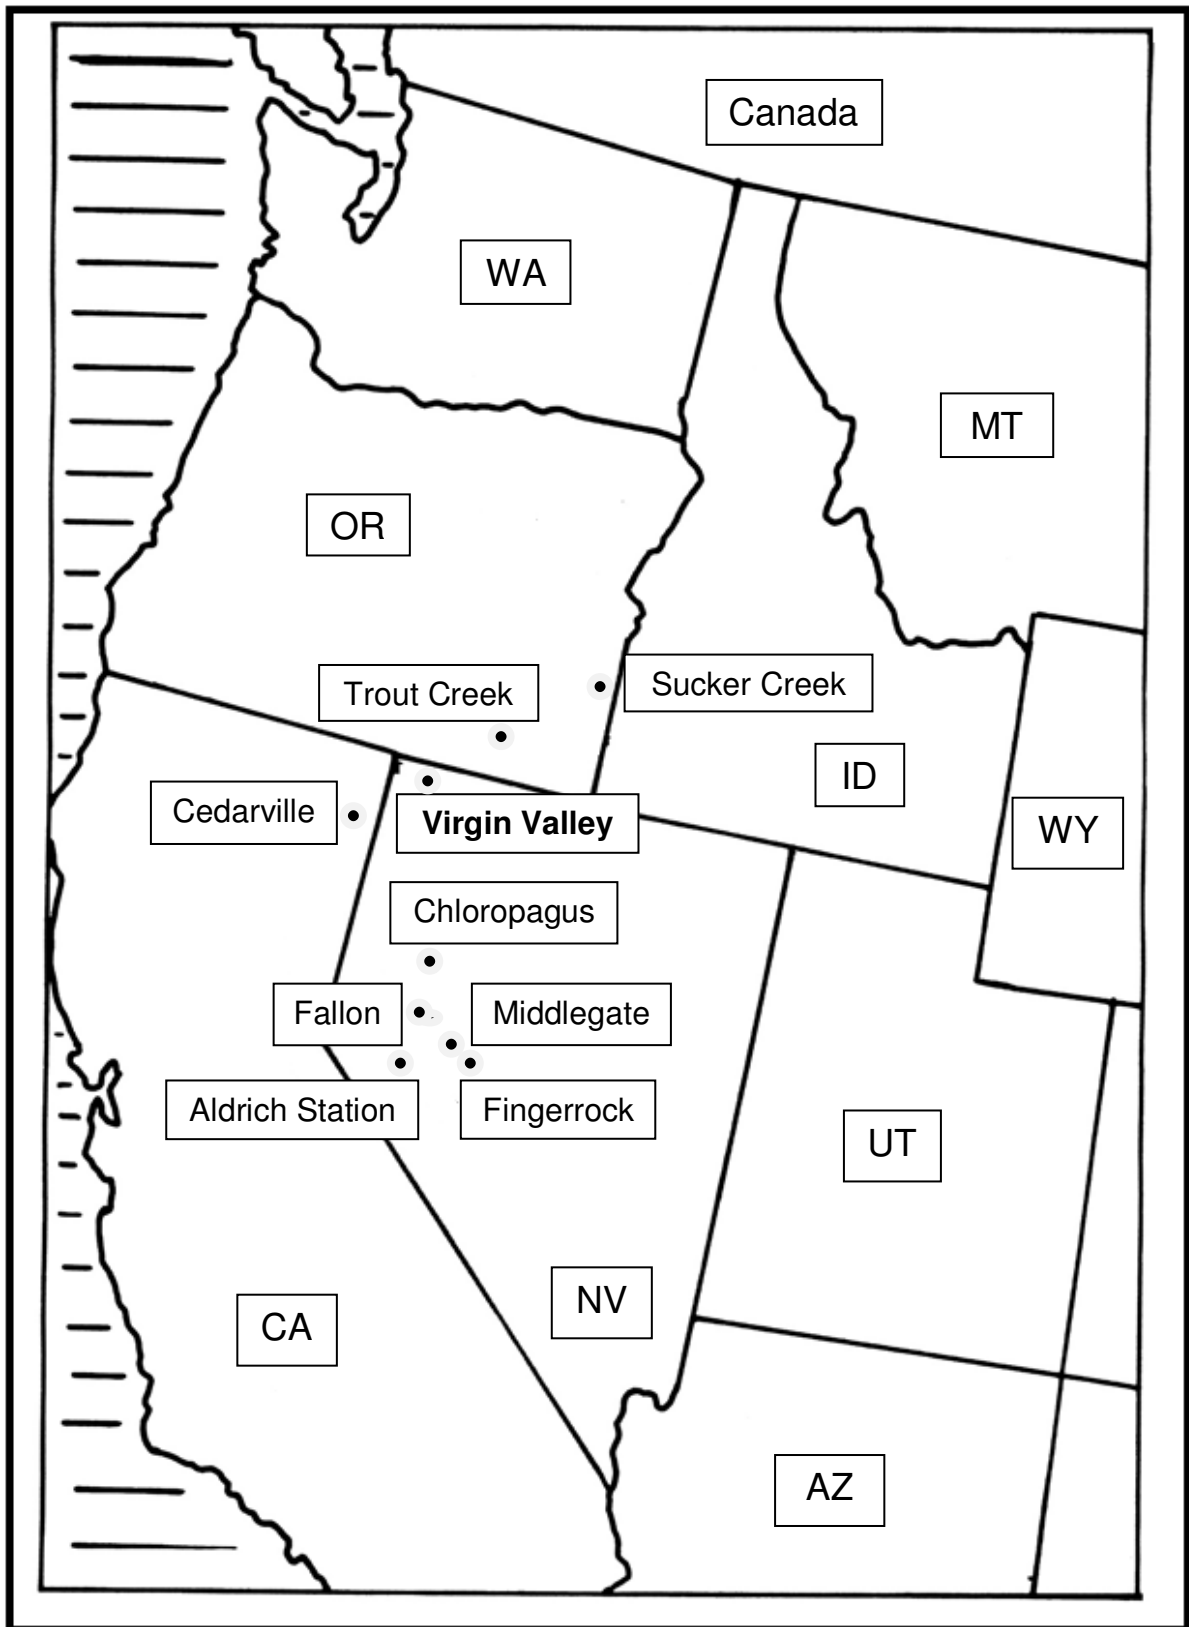 Canada
WA
MT
OR
Trout Creek
Sucker Creek
ID
Cedarville
Virgin Valley
WY
Chloropagus
Fallon
Middlegate
Aldrich Station
Fingerrock
UT
NV
CA
AZ